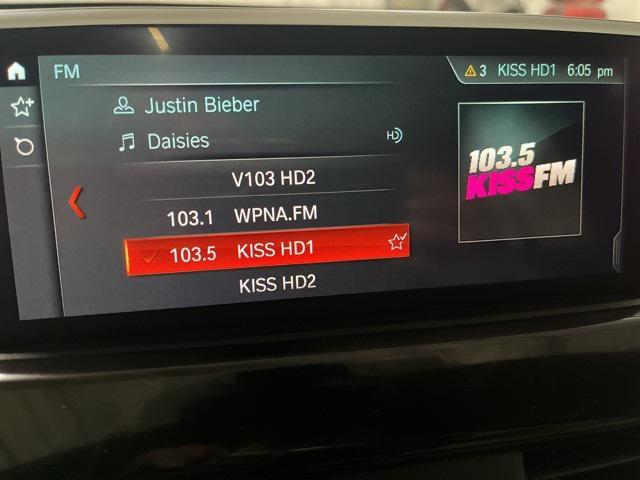 FM
3 KISS HD1 6:05 pm
Justin Bieber
Daisies
HD
V103 HD2
103.1 WPNA.FM
103.5 KISS HD1
KISS HD2
103.5
KISSFM